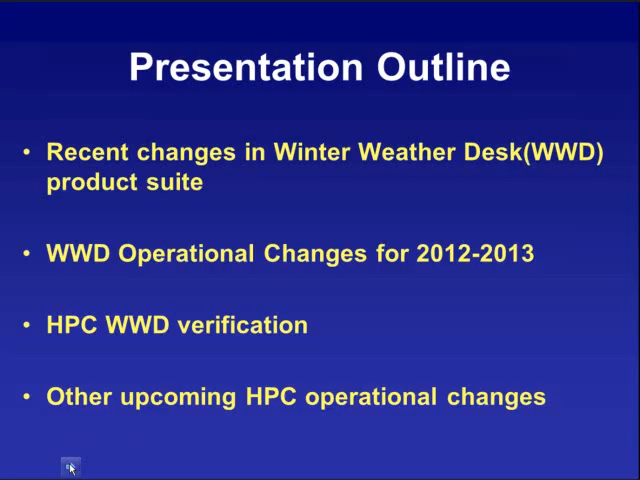 Presentation Outline
• Recent changes in Winter Weather Desk(WWD)
product suite
• WWD Operational Changes for 2012-2013
• HPC WWD verification
• Other upcoming HPC operational changes